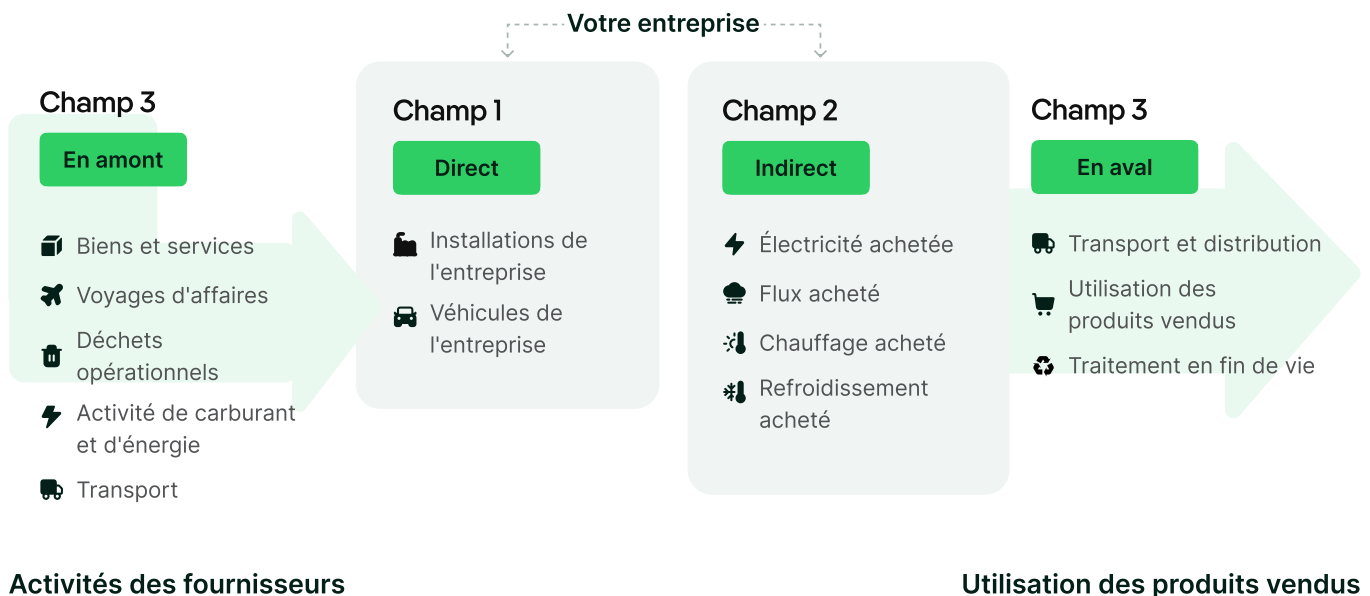 Votre entreprise
Champ 3
En amont
Biens et services
Voyages d'affaires
Déchets
opérationnels
Activité de carburant
et d'énergie
Transport
Champ 1
Direct
Installations de
l'entreprise
Véhicules de
l'entreprise
Champ 2
Indirect
Électricité achetée
Flux acheté
Chauffage acheté
Refroidissement
acheté
Champ 3
En aval
Transport et distribution
Utilisation des
produits vendus
Traitement en fin de vie
Activités des fournisseurs
Utilisation des produits vendus